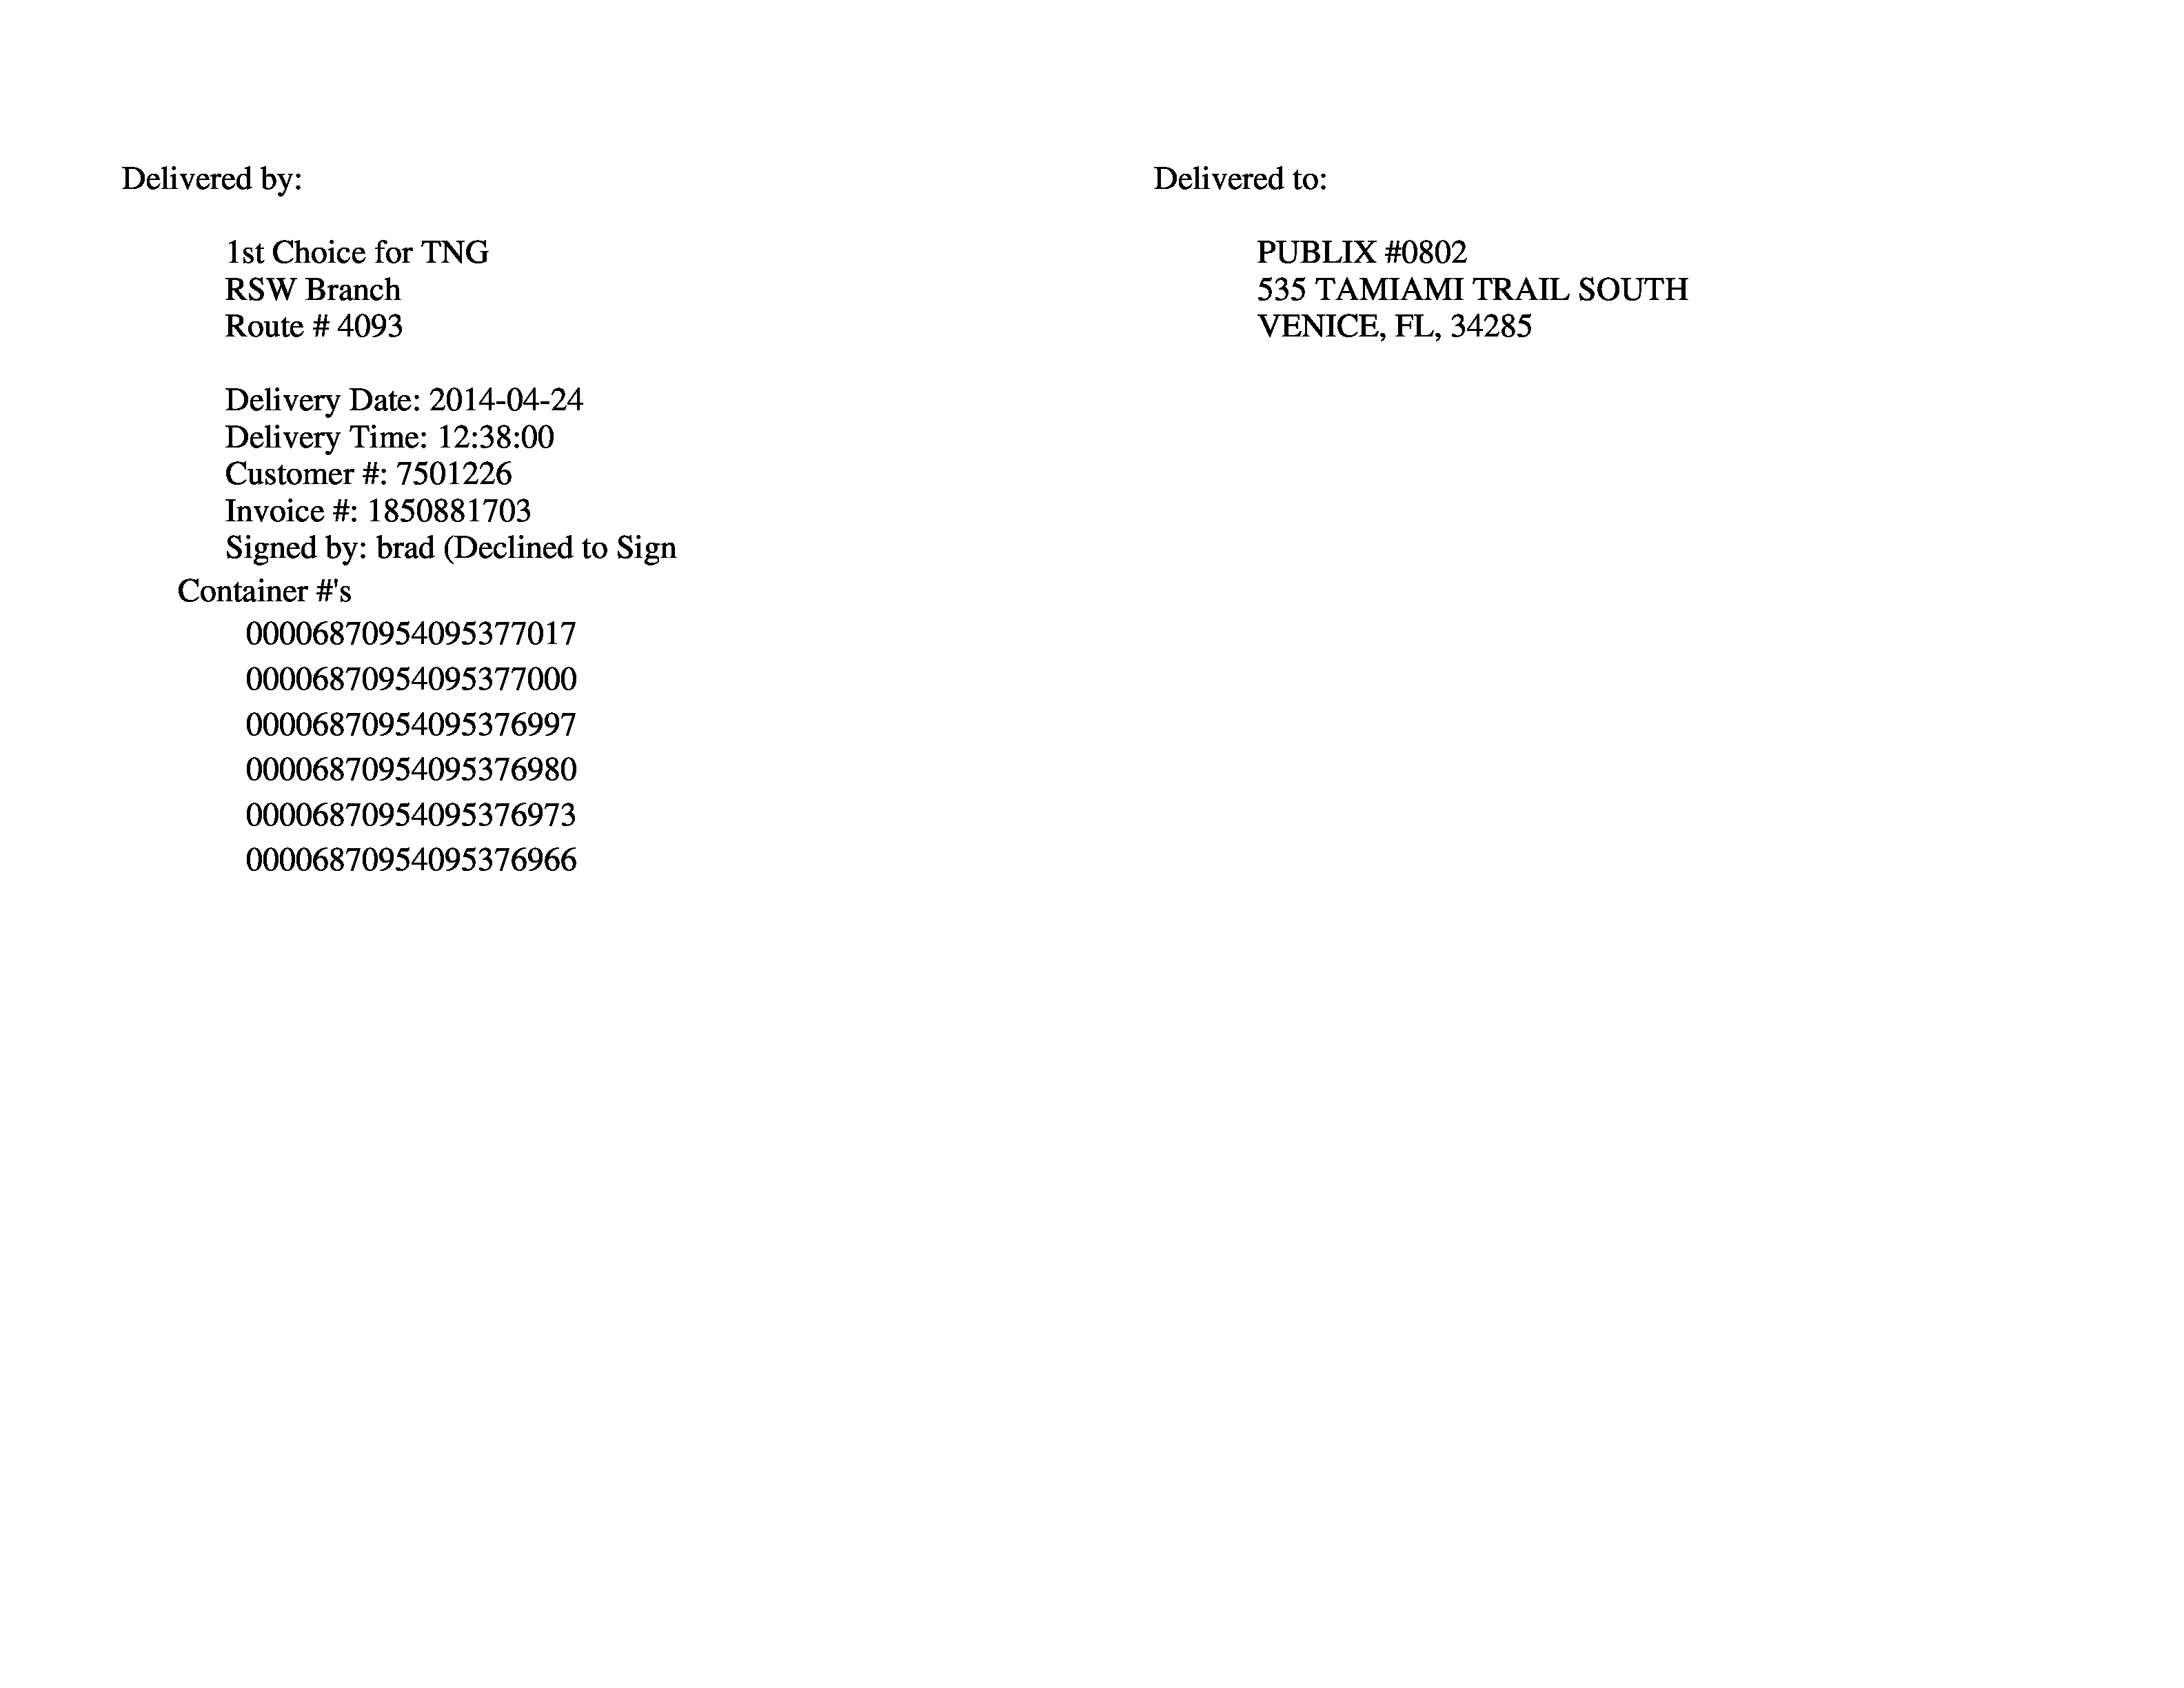 Delivered by:
1st Choice for TNG
RSW Branch
Route # 4093
Delivery Date: 2014-04-24
Delivery Time: 12:38:00
Customer #: 7501226
Invoice #: 1850881703
Signed by: brad (Declined to Sign
Container #'s
00006870954095377017
00006870954095377000
00006870954095376997
00006870954095376980
00006870954095376973
00006870954095376966
Delivered to:
PUBLIX #0802
535 TAMIAMI TRAIL SOUTH
VENICE, FL, 34285